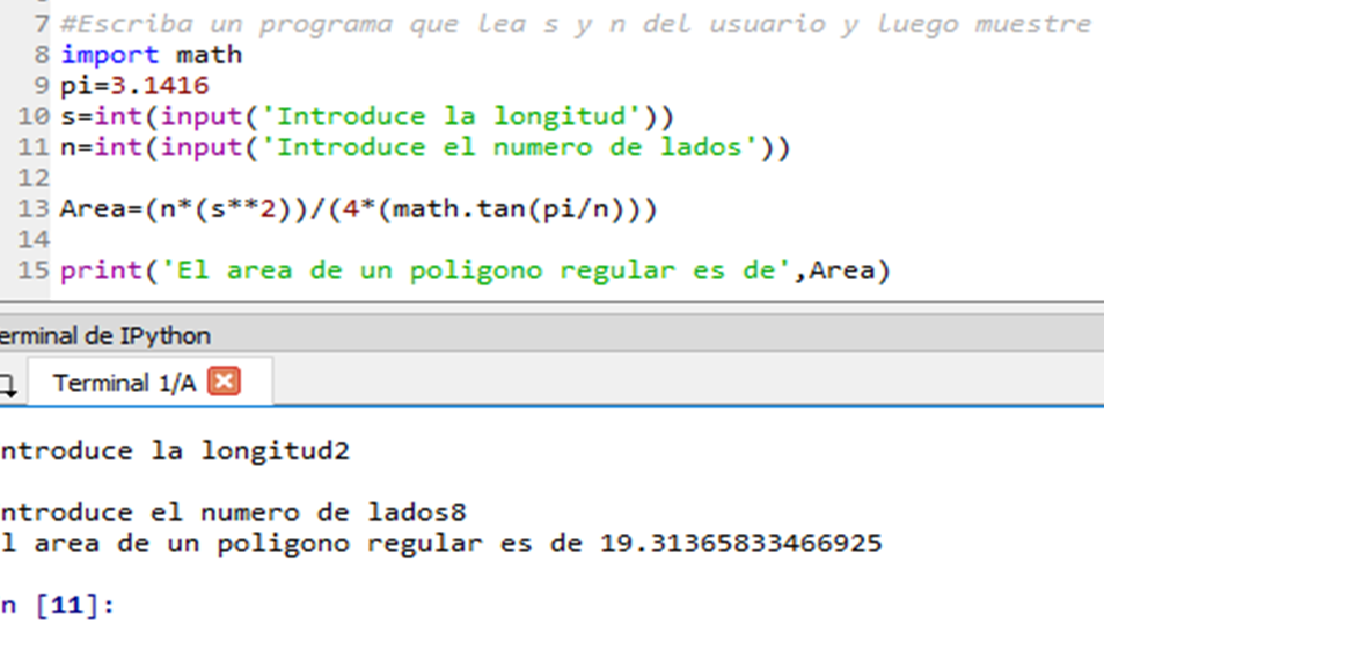 7 #Escriba un programa que lea s y n del usuario y luego muestre
8 import math
9 pi=3.1416
10 s=int(input('Introduce la longitud'))
11 n=int(input('Introduce el numero de lados'))
12
13 Area=(n*(s**2))/(4*(math.tan(pi/n)))
14
15 print('El area de un poligono regular es de',Area)
erminal de IPython
Terminal 1/A
ntroduce la longitud2
ntroduce el numero de lados8
l area de un poligono regular es de 19.31365833466925
n [11]: